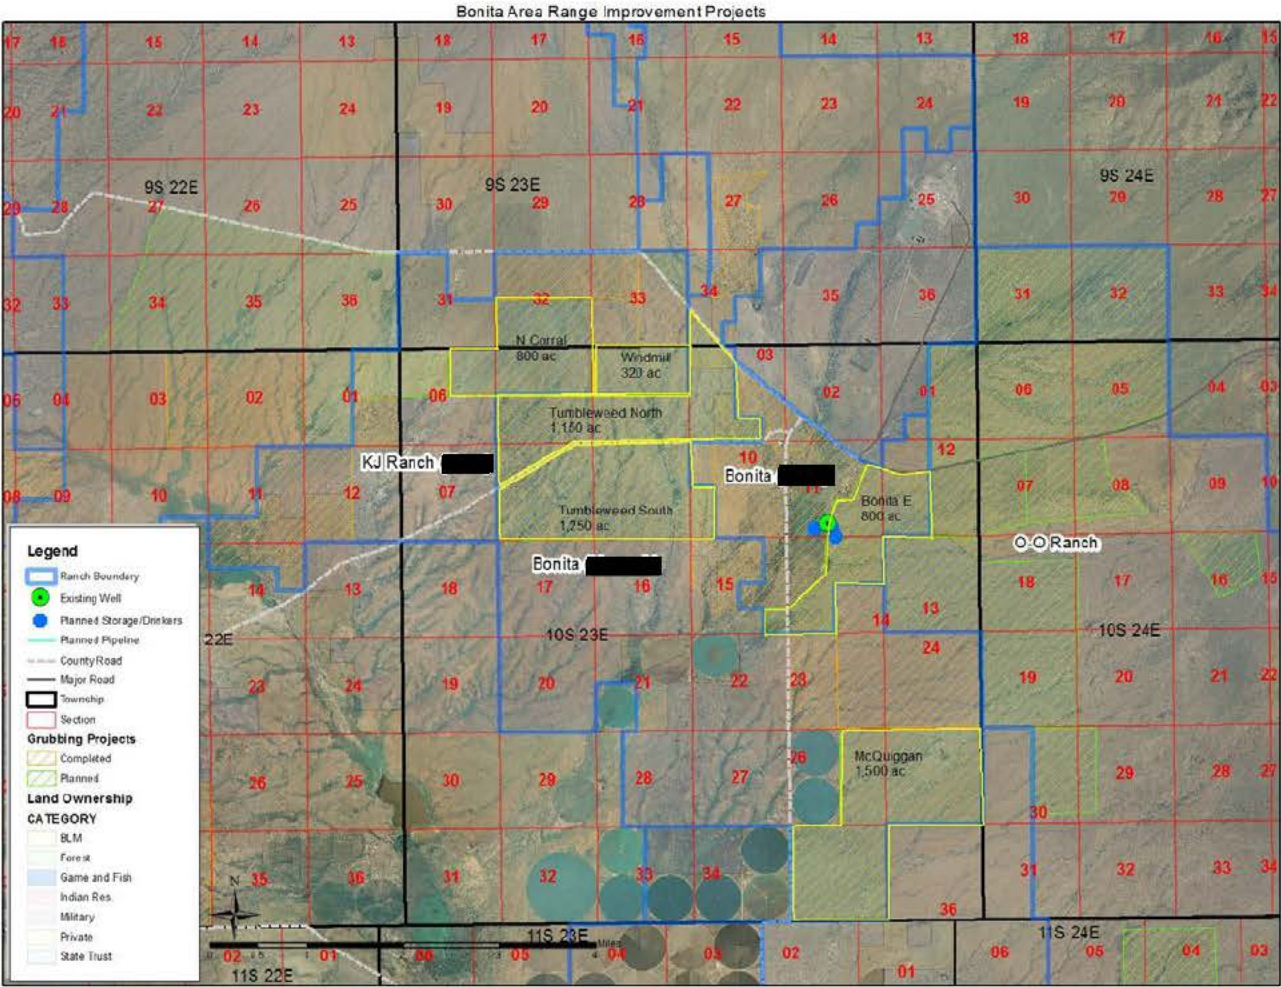 Bonita Area Range Improvement Projects
17 16 15 14 13 18 17 16 15 14 13 18 17 16 15
20 21 22 23 24 19 20 21 22 23 24 19 20 21 22
9S 22E 9S 23E 9S 24E
29 28 27 26 25 30 29 28 27 26 25 30 29 28 27
32 33 34 35 36 31 32 33 34 35 36 31 32 33 34
N Corral
800 ac
Windmill
320 ac
05 04 03 02 01 06 03 02 01 06 05 04 03
Tumbleweed North
1,150 ac
KJ Ranch
Bonita
08 09 10 11 12 07 10 11 12 07 08 09 10
Bonita E
800 ac
Tumbleweed South
1,250 ac
O-O Ranch
Bonita
14 13 18 17 16 15 14 13 18 17 16 15
22E 10S 23E 10S 24E
23 24 19 20 21 22 23 24 19 20 21 22
McQuiggan
1,500 ac
26 25 30 29 28 27 26 30 29 28 27
35 36 31 32 33 34 36 31 32 33 34
11S 23E 11S 24E
02 01 06 05 04 03 02 01 06 05 04 03
11S 22E
Miles
N
Legend
Ranch Boundary
Existing Well
Planned Storage/Drinkers
Planned Pipeline
County Road
Major Road
Township
Section
Grubbing Projects
Completed
Planned
Land Ownership
CATEGORY
BLM
Forest
Game and Fish
Indian Res.
Military
Private
State Trust